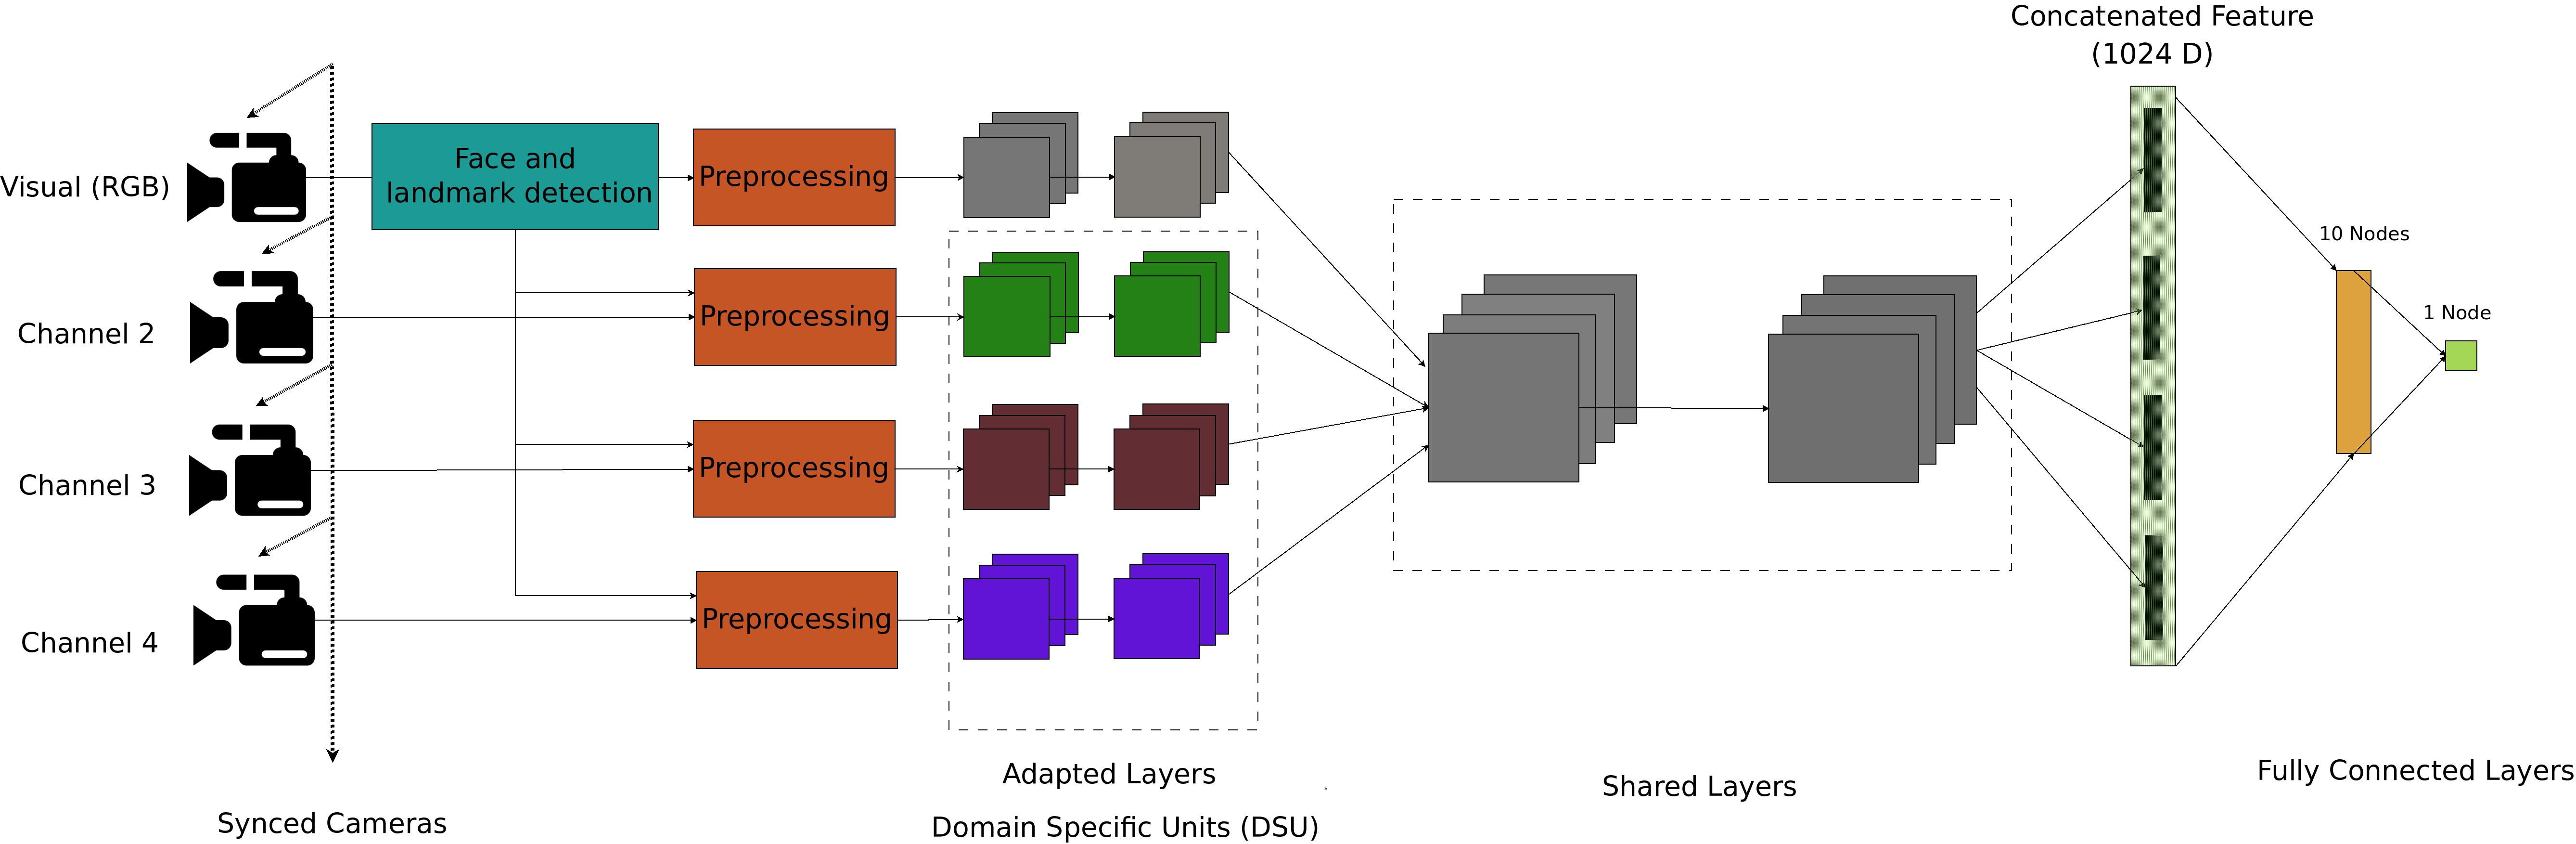 Concatenated Feature
(1024 D)
Visual (RGB)
Face and
landmark detection
Preprocessing
10 Nodes
Channel 2
Preprocessing
1 Node
Channel 3
Preprocessing
Channel 4
Preprocessing
Adapted Layers
Domain Specific Units (DSU)
s
Shared Layers
Fully Connected Layers
Synced Cameras